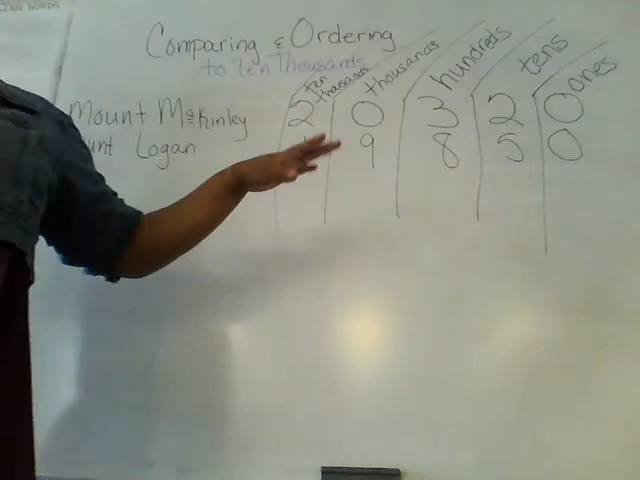 Comparing & Ordering
to Ten Thousands
ten thousands thousands hundreds tens ones
Mount McKinley 2 0 3 2 0
Logan 9 8 5 0